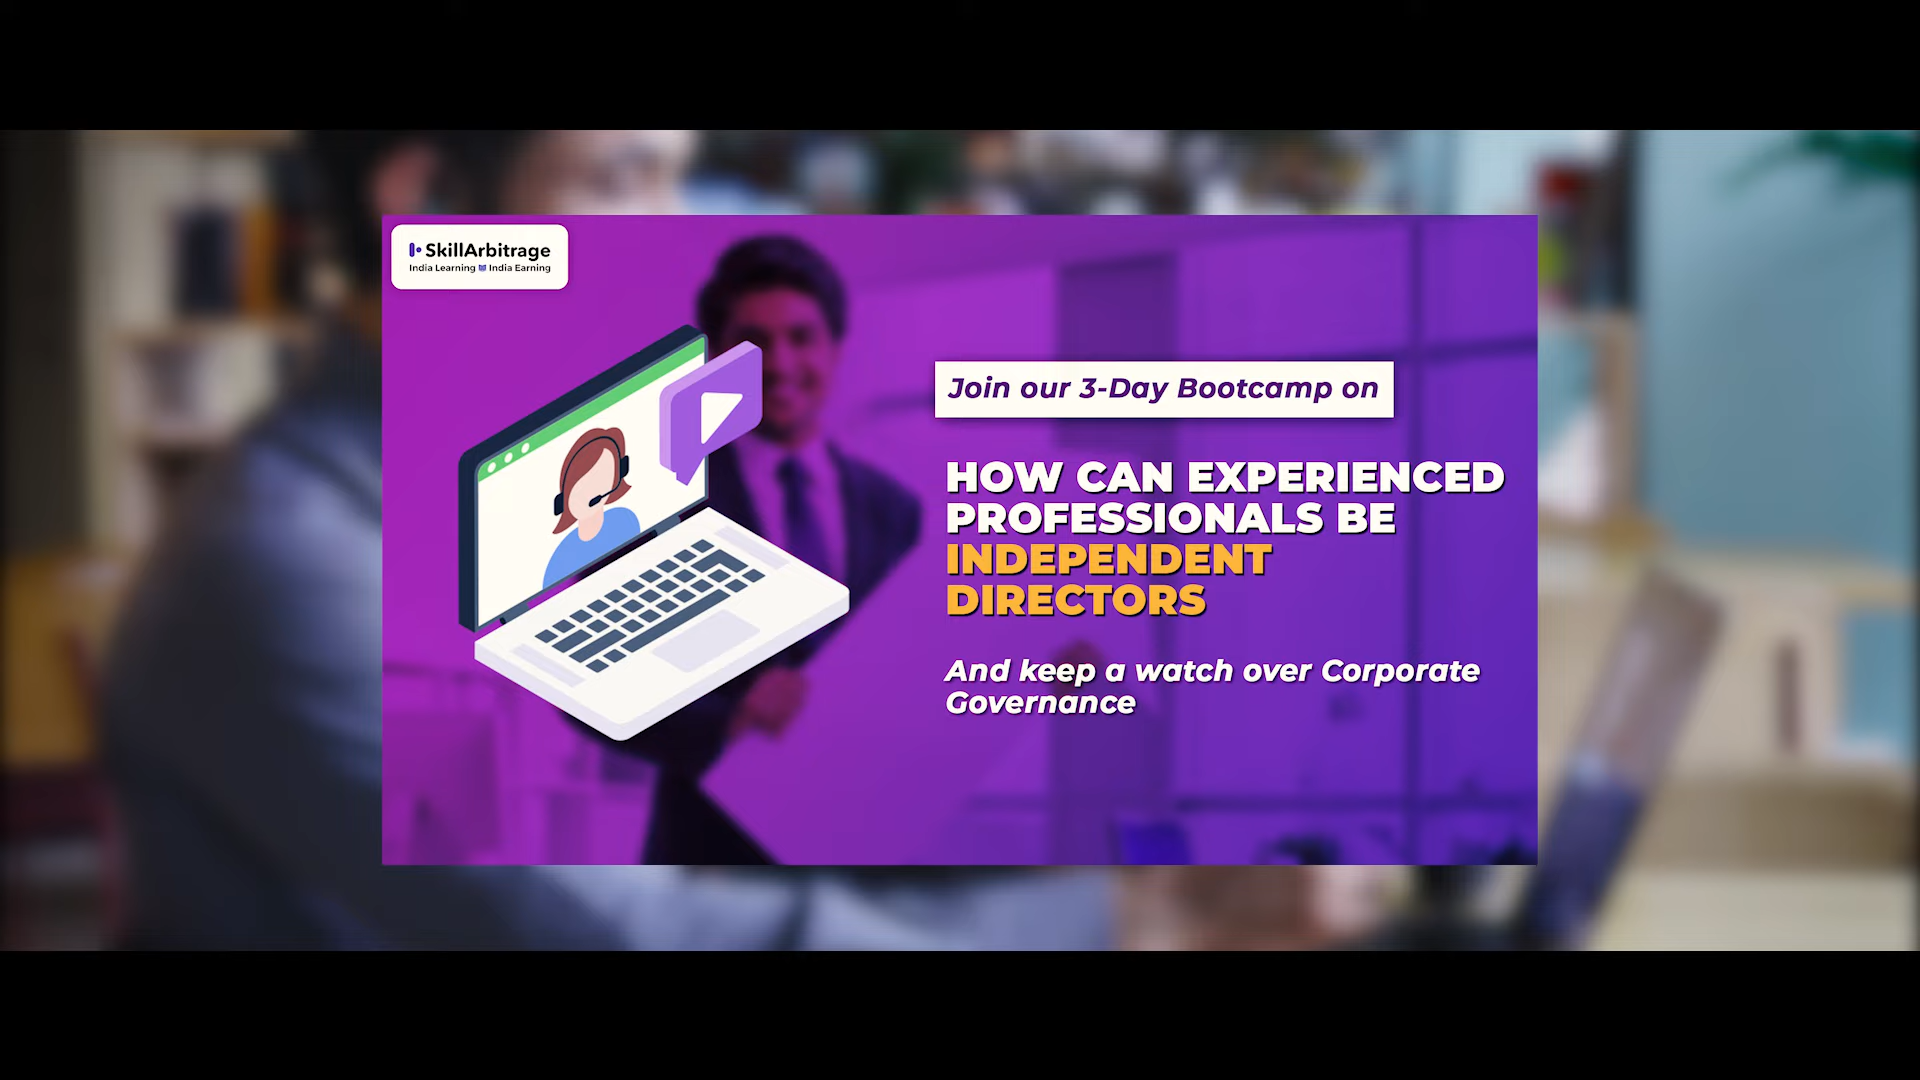 SkillArbitrage
India Learning India Earning
Join our 3-Day Bootcamp on
HOW CAN EXPERIENCED
PROFESSIONALS BE
INDEPENDENT
DIRECTORS
And keep a watch over Corporate
Governance